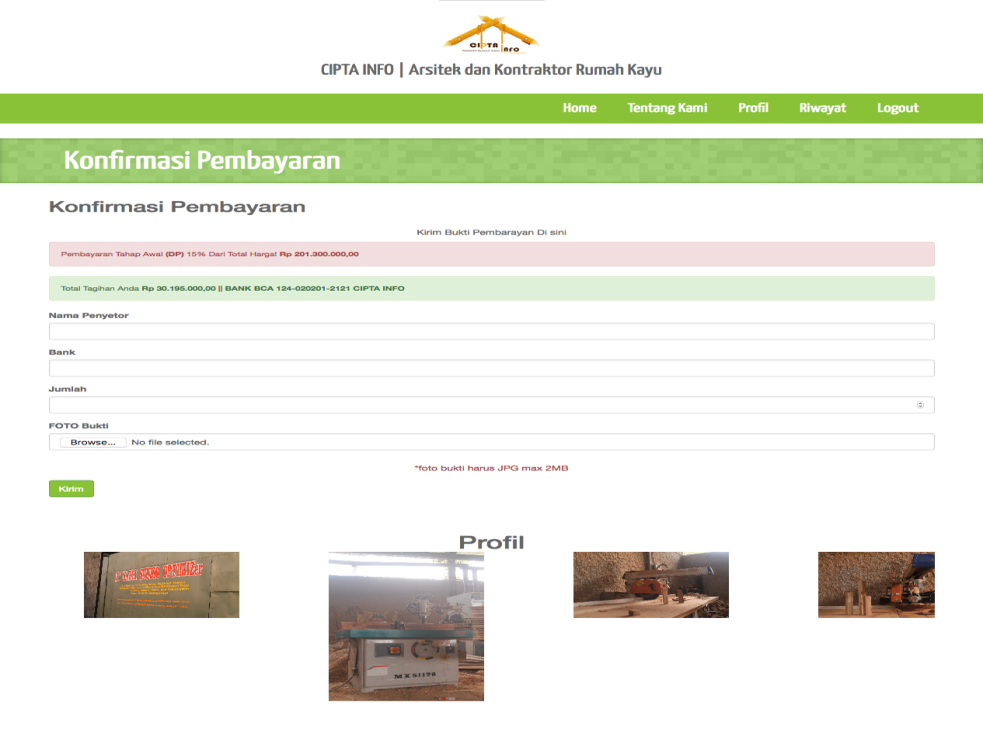 CIPTA INFO
CIPTA INFO | Arsitek dan Kontraktor Rumah Kayu
Home Tentang Kami Profil Riwayat Logout
Konfirmasi Pembayaran
Konfirmasi Pembayaran
Kirim Bukti Pembarayan Di sini
Pembayaran Tahap Awal (DP) 15% Dari Total Harga! Rp 201.300.000,00
Total Tagihan Anda Rp 30.195.000,00 || BANK BCA 124-020201-2121 CIPTA INFO
Nama Penyetor
Bank
Jumlah
FOTO Bukti
Browse... No file selected.
*foto bukti harus JPG max 2MB
Kirim
Profil